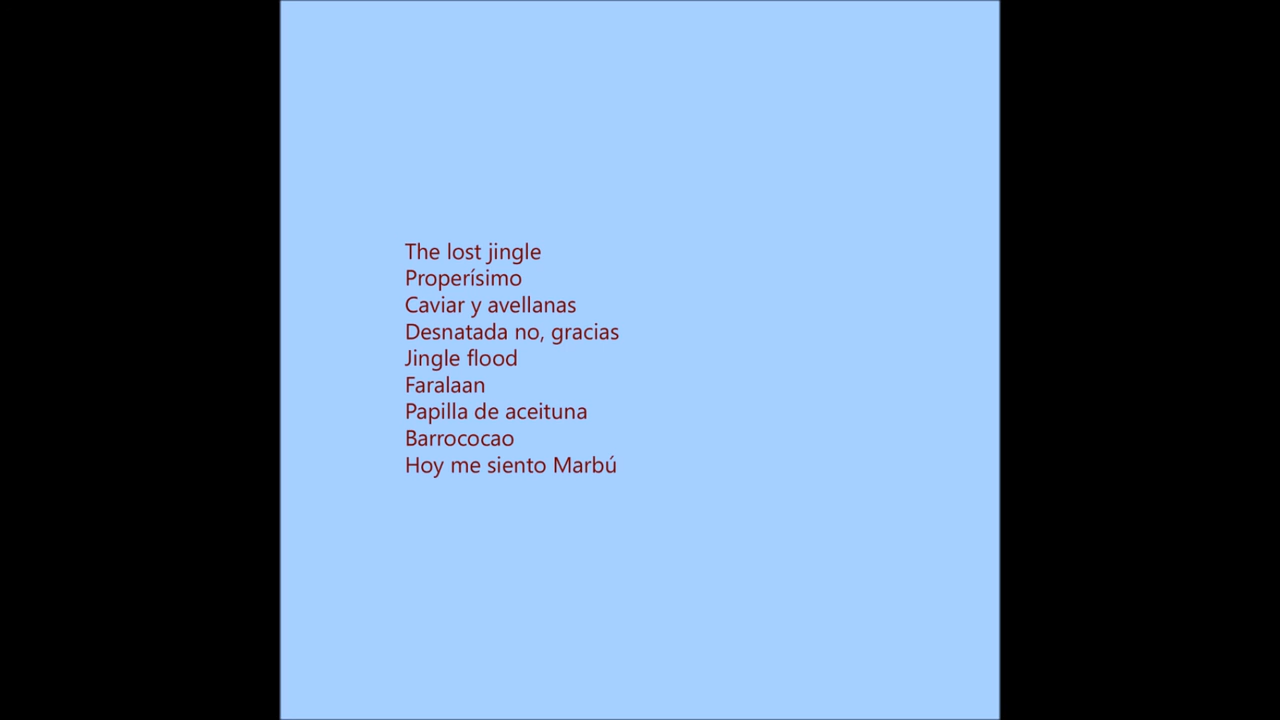 The lost jingle
Properísimo
Caviar y avellanas
Desnatada no, gracias
Jingle flood
Faralaan
Papilla de aceituna
Barrococao
Hoy me siento Marbú